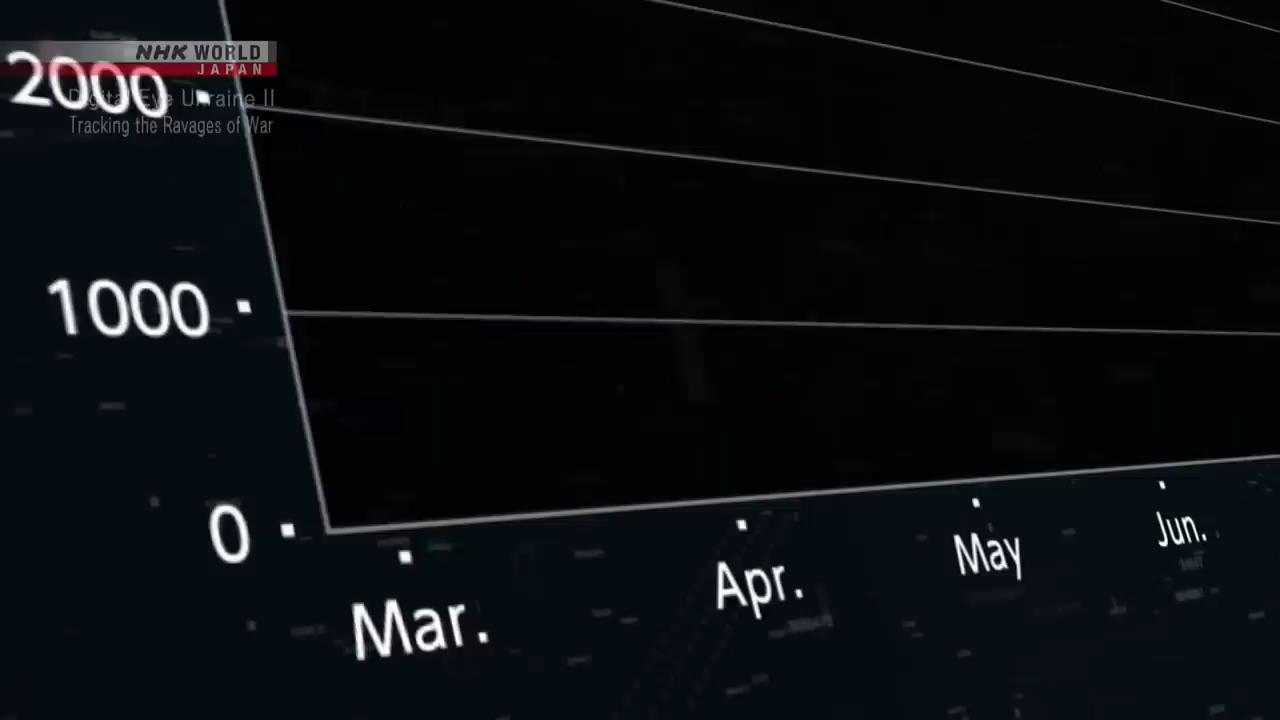 NHK WORLD
JAPAN
2000
Digital Eye Ukraine II
Tracking the Ravages of War
1000
0
Mar.
Apr.
May
Jun.